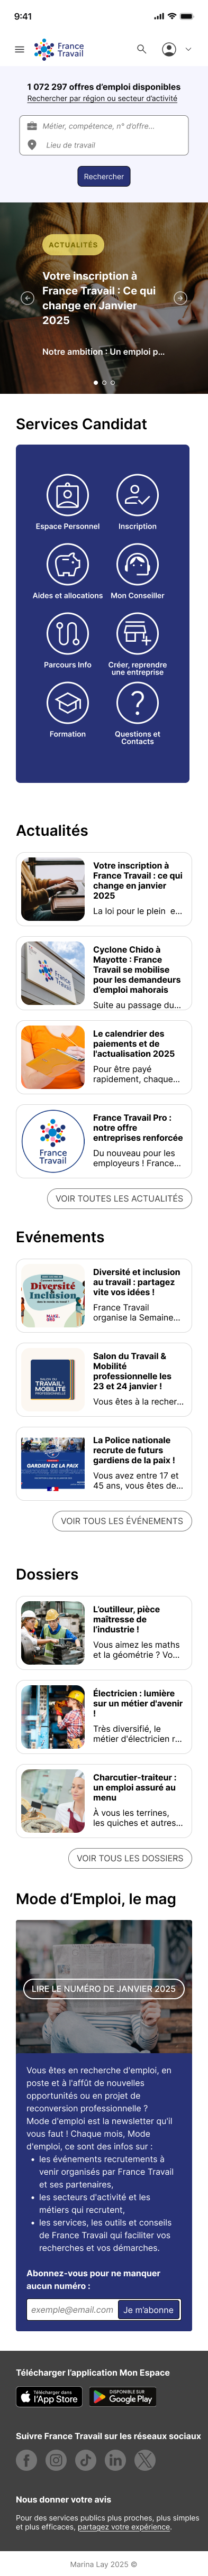 9:41
France
Travail
1 072 297 offres d’emploi disponibles
Rechercher par région ou secteur d’activité
Métier, compétence, n° d’offre...
Lieu de travail
Rechercher
ACTUALITÉS
Votre inscription à
France Travail : Ce qui
change en Janvier
2025
Notre ambition : Un emploi p...
Services Candidat
Espace Personnel
Inscription
Aides et allocations
Mon Conseiller
Parcours Info
Créer, reprendre
une entreprise
Formation
Questions et
Contacts
Actualités
Votre inscription à
France Travail : ce qui
change en janvier
2025
La loi pour le plein e...
France
Travail
Cyclone Chido à
Mayotte : France
Travail se mobilise
pour les demandeurs
d’emploi mahorais
Suite au passage du...
Le calendrier des
paiements et de
l'actualisation 2025
Pour être payé
rapidement, chaque...
France
Travail
France Travail Pro :
notre offre
entreprises renforcée
Du nouveau pour les
employeurs ! France...
VOIR TOUTES LES ACTUALITÉS
Evénements
Diversité
& Inclusion
Diversité et inclusion
au travail : partagez
vite vos idées !
France Travail
organise la Semaine...
SALON DU
TRAVAIL &
MOBILITÉ
PROFESSIONNELLE
Salon du Travail &
Mobilité
professionnelle les
23 et 24 janvier !
Vous êtes à la recher...
GARDIEN DE LA PAIX
La Police nationale
recrute de futurs
gardiens de la paix !
Vous avez entre 17 et
45 ans, vous êtes de...
VOIR TOUS LES ÉVÉNEMENTS
Dossiers
L’outilleur, pièce
maîtresse de
l’industrie !
Vous aimez les maths
et la géométrie ? Vo...
Électricien : lumière
sur un métier d'avenir
!
Très diversifié, le
métier d'électricien r...
Charcutier-traiteur :
un emploi assuré au
menu
À vous les terrines,
les quiches et autres...
VOIR TOUS LES DOSSIERS
Mode d’Emploi, le mag
LIRE LE NUMÉRO DE JANVIER 2025
Vous êtes en recherche d'emploi, en
poste et à l'affût de nouvelles
opportunités ou en projet de
reconversion professionnelle ?
Mode d'emploi est la newsletter qu'il
vous faut ! Chaque mois, Mode
d'emploi, ce sont des infos sur :
• les événements recrutements à
venir organisés par France Travail
et ses partenaires,
• les secteurs d'activité et les
métiers qui recrutent,
• les services, les outils et conseils
de France Travail qui faciliter vos
recherches et vos démarches.
Abonnez-vous pour ne manquer
aucun numéro :
exemple@email.com
Je m’abonne
Télécharger l’application Mon Espace
Télécharger dans
l’App Store
DISPONIBLE SUR
Google Play
Suivre France Travail sur les réseaux sociaux
Nous donner votre avis
Pour des services publics plus proches, plus simples
et plus efficaces, partagez votre expérience.
Marina Lay 2025 ©